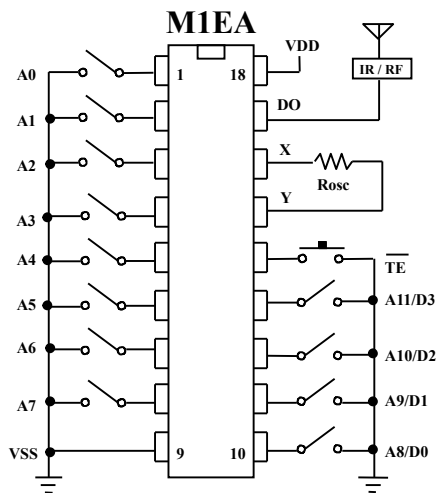 M1EA
VDD
A0
1
18
IR / RF
A1
DO
A2
X
Rosc
A3
Y
A4
TE
A5
A11/D3
A6
A10/D2
A7
A9/D1
VSS
9
10
A8/D0